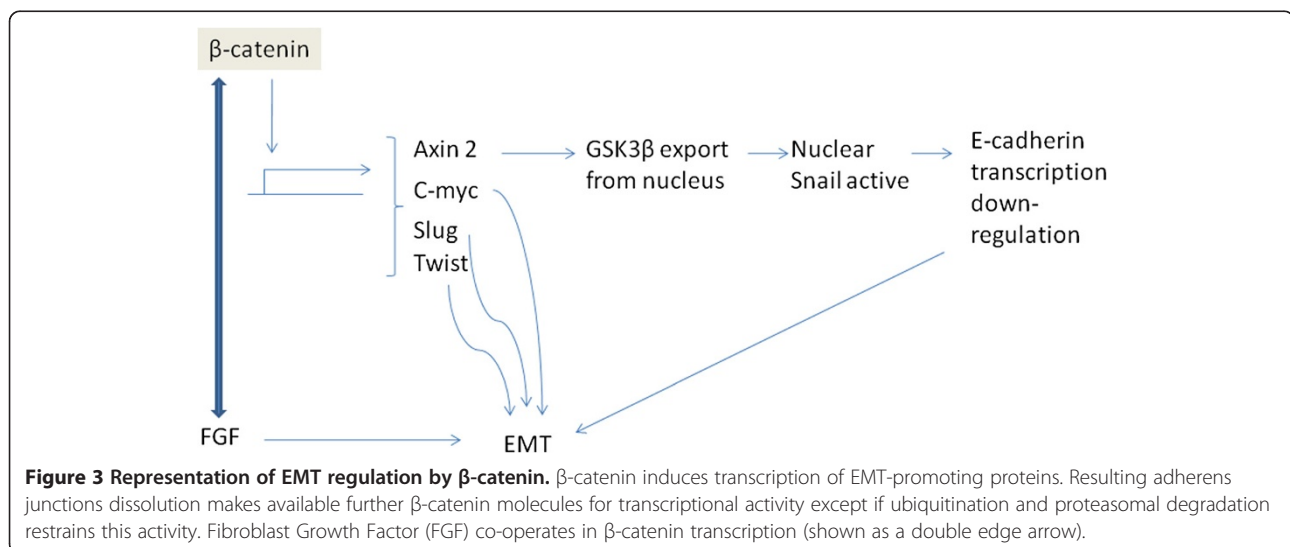 β-catenin
Axin 2
C-myc
Slug
Twist
GSK3β export
from nucleus
Nuclear
Snail active
E-cadherin
transcription
down-
regulation
FGF
EMT
Figure 3 Representation of EMT regulation by β-catenin. β-catenin induces transcription of EMT-promoting proteins. Resulting adherens
junctions dissolution makes available further β-catenin molecules for transcriptional activity except if ubiquitination and proteasomal degradation
restrains this activity. Fibroblast Growth Factor (FGF) co-operates in β-catenin transcription (shown as a double edge arrow).